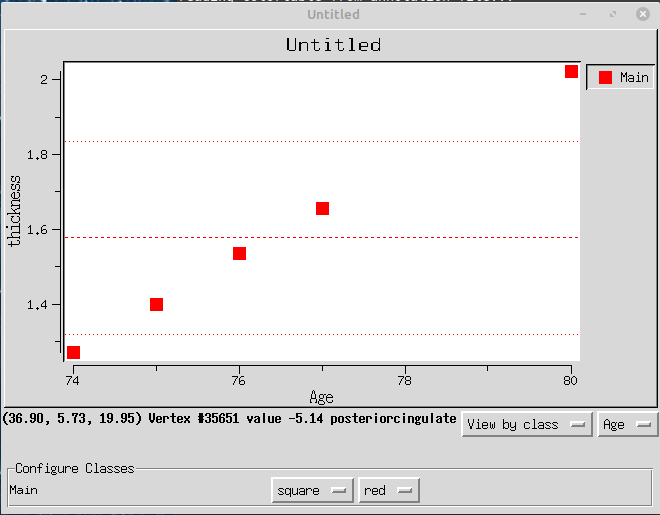 Untitled
Untitled
2
1.8
1.6
1.4
thickness
Main
74
76
78
80
Age
(36.90, 5.73, 19.95) Vertex #35651 value -5.14 posteriorcingulate
View by class
Age
Configure Classes
Main
square
red